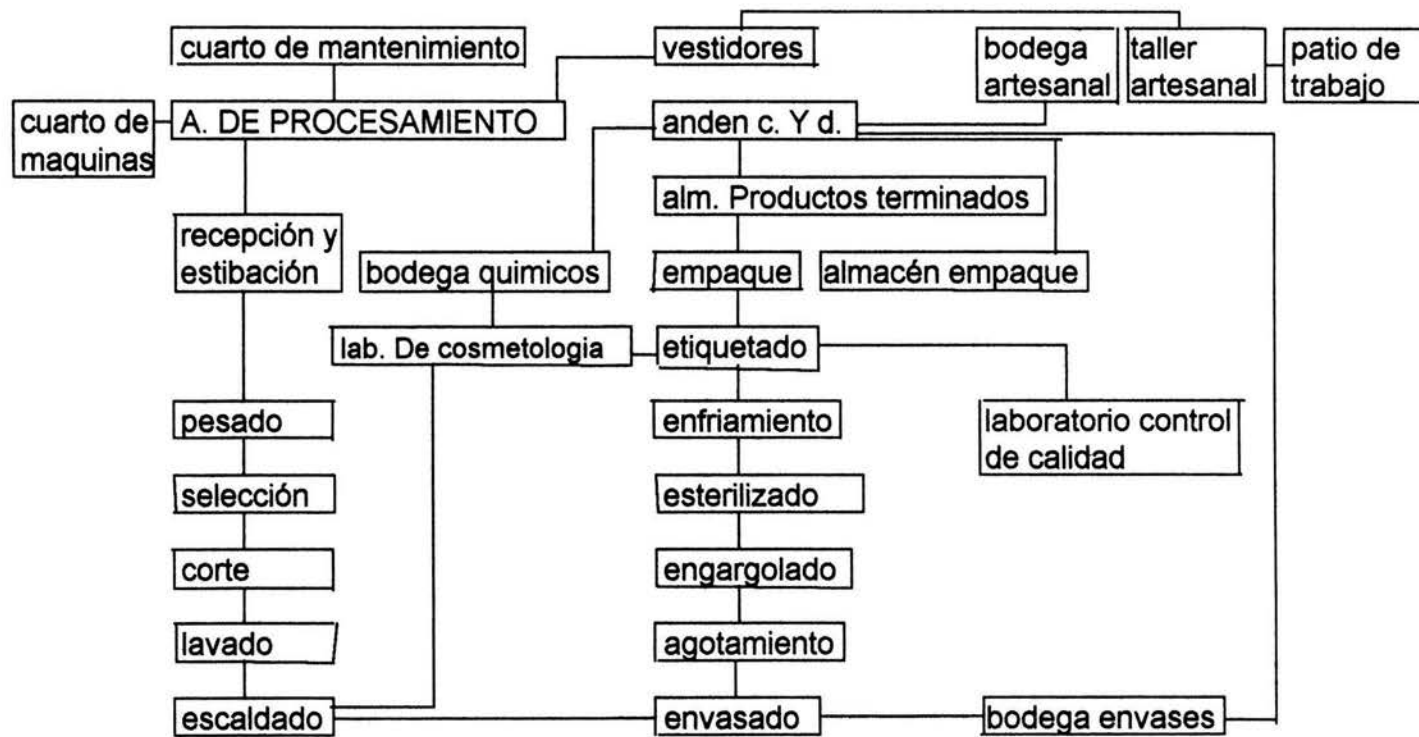 cuarto de mantenimiento
vestidores
bodega
artesanal
taller
artesanal
patio de
trabajo
cuarto de
maquinas
A. DE PROCESAMIENTO
anden c. Y d.
alm. Productos terminados
recepción y
estibación
bodega quimicos
empaque
almacén empaque
lab. De cosmetologia
etiquetado
pesado
enfriamiento
laboratorio control
de calidad
selección
esterilizado
corte
engargolado
lavado
agotamiento
escaldado
envasado
bodega envases